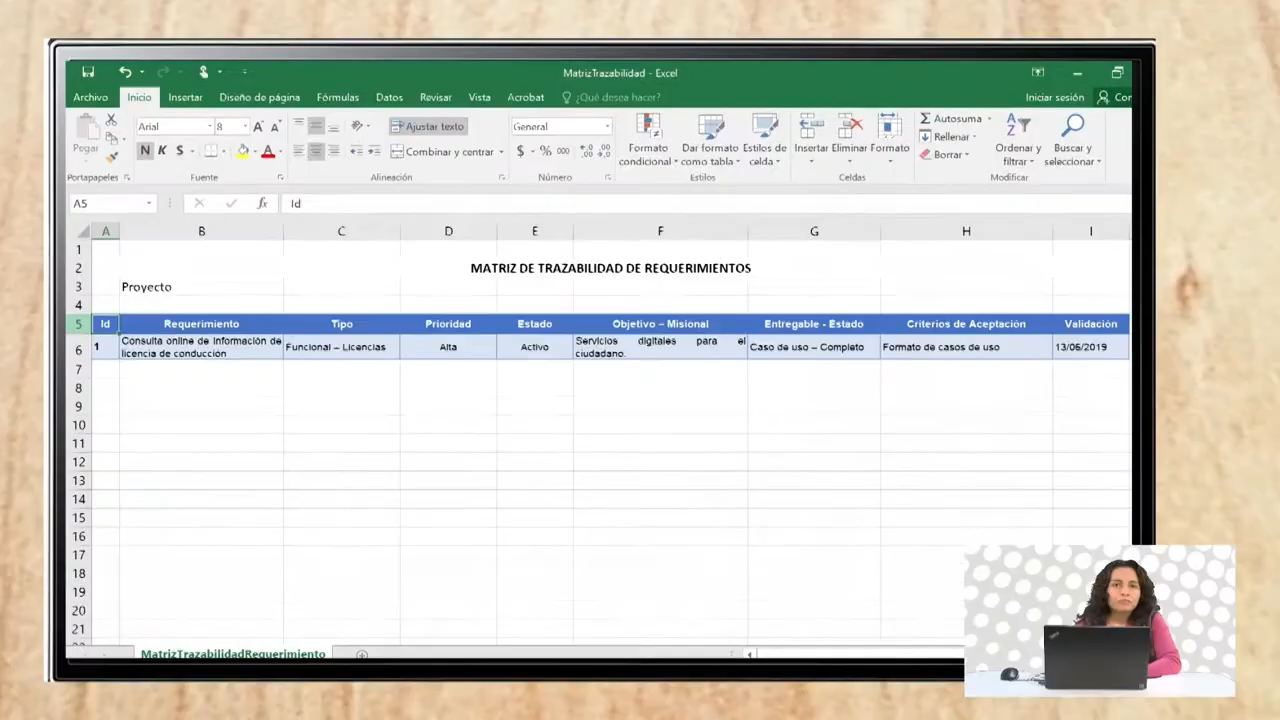 MatrizTrazabilidad - Excel
Archivo Inicio Insertar Diseño de página Fórmulas Datos Revisar Vista Acrobat ¿Qué desea hacer? Iniciar sesión
Pegar
Arial 8
N K S
Ajustar texto
Combinar y centrar
General
$ % 000
Formato condicional
Dar formato como tabla
Estilos de celda
Insertar Eliminar Formato
Autosuma
Rellenar
Borrar
Ordenar y filtrar
Buscar y seleccionar
Portapapeles Fuente Alineación Número Estilos Celdas Modificar
A5 fx Id
A B C D E F G H I
1
2 MATRIZ DE TRAZABILIDAD DE REQUERIMIENTOS
3 Proyecto
4
5 Id Requerimiento Tipo Prioridad Estado Objetivo – Misional Entregable - Estado Criterios de Aceptación Validación
6 1 Consulta online de información de licencia de conducción Funcional – Licencias Alta Activo Servicios digitales para el ciudadano. Caso de uso – Completo Formato de casos de uso 13/06/2019
7
8
9
10
11
12
13
14
15
16
17
18
19
20
21
MatrizTrazabilidadRequerimiento